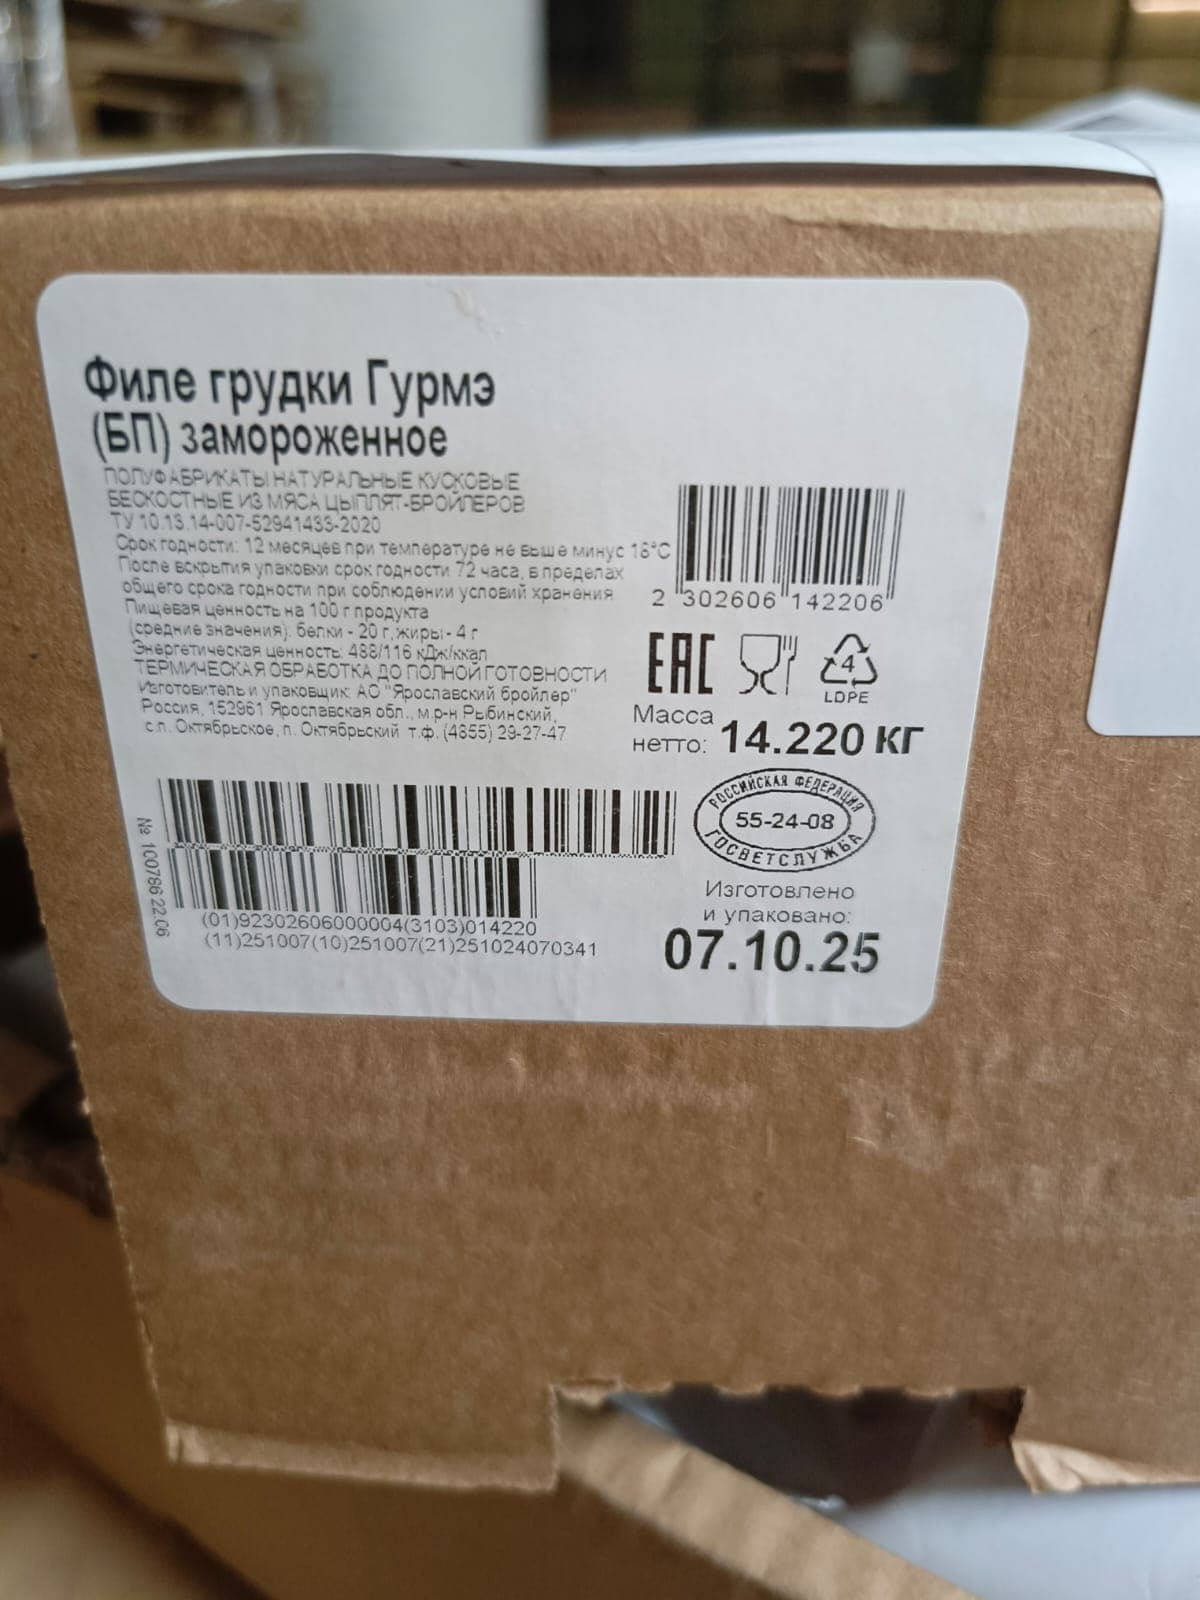 Филе грудки Гурмэ
(БП) замороженное
ПОЛУФАБРИКАТЫ НАТУРАЛЬНЫЕ КУСКОВЫЕ
БЕСКОСТНЫЕ ИЗ МЯСА ЦЫПЛЯТ-БРОЙЛЕРОВ
ТУ 10.13.14-007-52941433-2020
Срок годности: 12 месяцев при температуре не выше минус 18°С
После вскрытия упаковки срок годности 72 часа, в пределах
общего срока годности при соблюдении условий хранения
Пищевая ценность на 100 г продукта
(средние значения): белки - 20 г, жиры - 4 г
Энергетическая ценность: 488/116 кДж/ккал
ТЕРМИЧЕСКАЯ ОБРАБОТКА ДО ПОЛНОЙ ГОТОВНОСТИ
Изготовитель и упаковщик: АО "Ярославский бройлер"
Россия, 152961 Ярославская обл., м.р-н Рыбинский,
с.п. Октябрьское, п. Октябрьский т.ф. (4855) 29-27-47
2 302606 142206
EAC
4
LDPE
Масса
нетто: 14.220 КГ
РОССИЙСКАЯ ФЕДЕРАЦИЯ
55-24-08
ГОСВЕТСЛУЖБА
Изготовлено
и упаковано:
07.10.25
№ 100786 22.06
(01)92302606000004(3103)014220
(11)251007(10)251007(21)251024070341